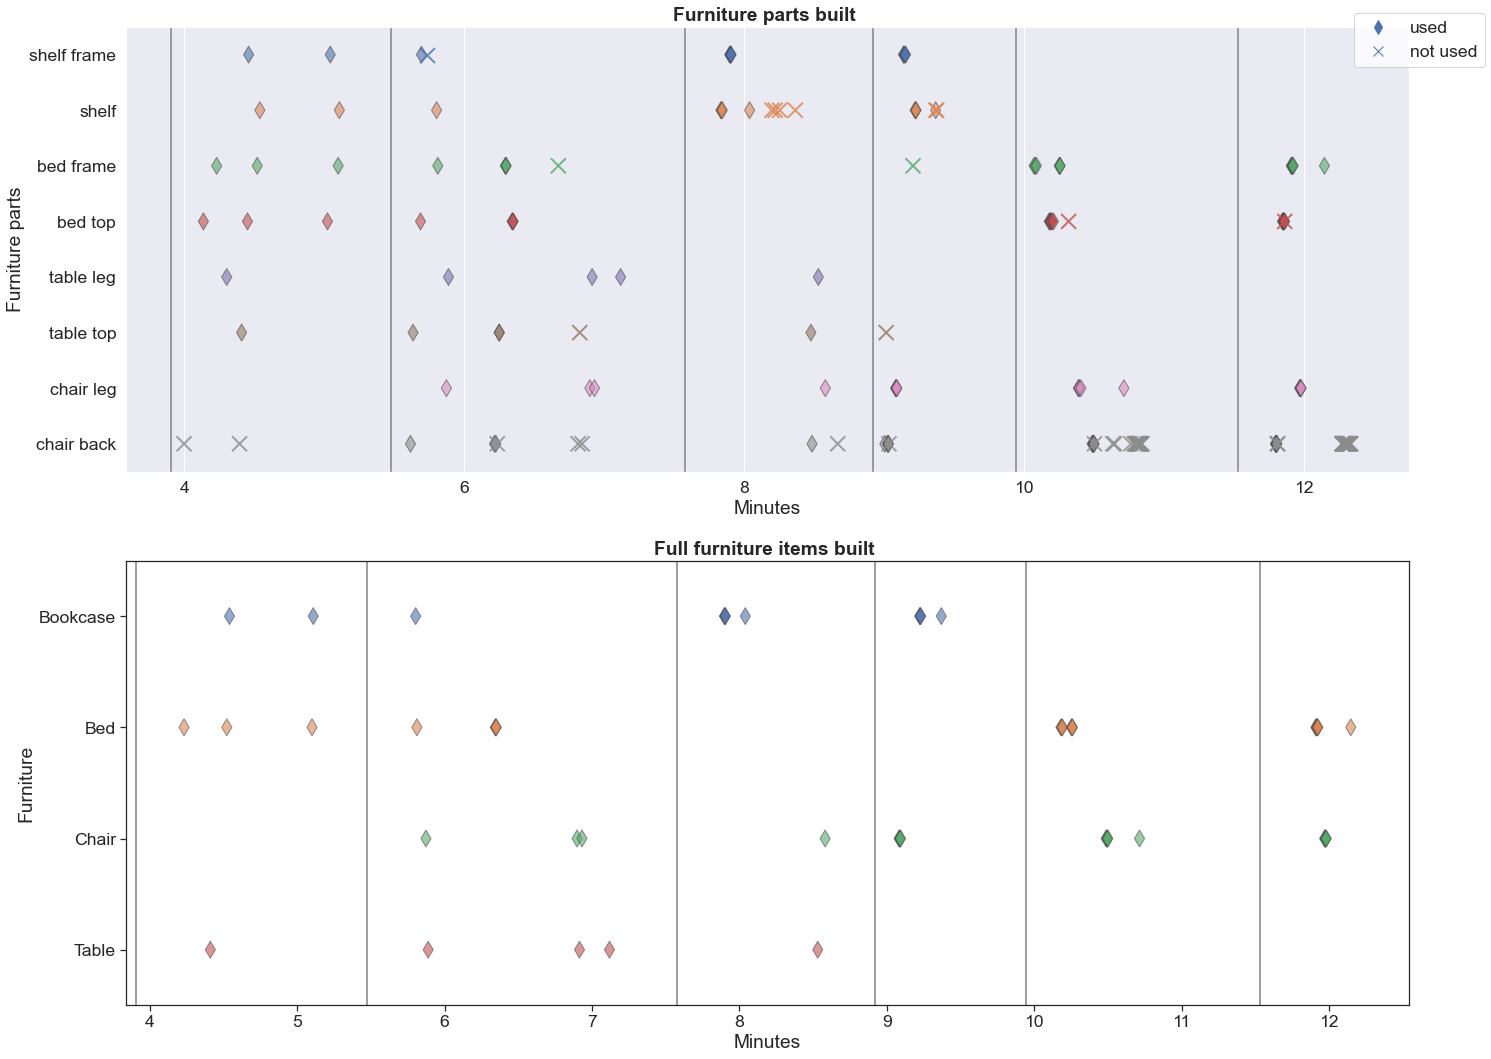 Furniture parts built
used
not used
shelf frame
shelf
bed frame
bed top
table leg
table top
chair leg
chair back
Furniture parts
4 6 8 10 12
Minutes
Full furniture items built
Bookcase
Bed
Chair
Table
Furniture
4 5 6 7 8 9 10 11 12
Minutes